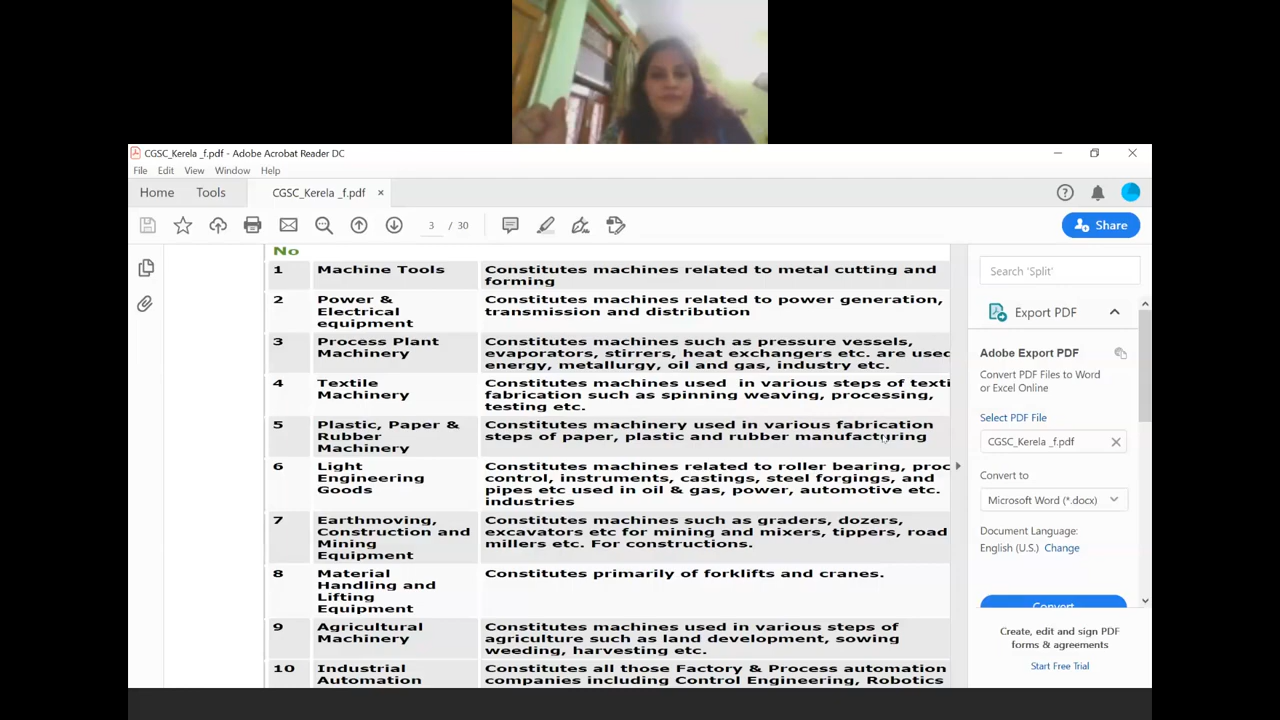 CGSC_Kerela _f.pdf - Adobe Acrobat Reader DC
File Edit View Window Help
Home Tools CGSC_Kerela _f.pdf ×
3 / 30 Share
No
1 Machine Tools Constitutes machines related to metal cutting and
forming
2 Power & Constitutes machines related to power generation,
Electrical transmission and distribution
equipment
3 Process Plant Constitutes machines such as pressure vessels,
Machinery evaporators, stirrers, heat exchangers etc. are used
energy, metallurgy, oil and gas, industry etc.
4 Textile Constitutes machines used in various steps of texti
Machinery fabrication such as spinning weaving, processing,
testing etc.
5 Plastic, Paper & Constitutes machinery used in various fabrication
Rubber steps of paper, plastic and rubber manufacturing
Machinery
6 Light Constitutes machines related to roller bearing, proc
Engineering control, instruments, castings, steel forgings, and
Goods pipes etc used in oil & gas, power, automotive etc.
industries
7 Earthmoving, Constitutes machines such as graders, dozers,
Construction and excavators etc for mining and mixers, tippers, road
Mining millers etc. For constructions.
Equipment
8 Material Constitutes primarily of forklifts and cranes.
Handling and
Lifting
Equipment
9 Agricultural Constitutes machines used in various steps of
Machinery agriculture such as land development, sowing
weeding, harvesting etc.
10 Industrial Constitutes all those Factory & Process automation
Automation companies including Control Engineering, Robotics
Search 'Split'
Export PDF
Adobe Export PDF
Convert PDF Files to Word
or Excel Online
Select PDF File
CGSC_Kerela _f.pdf
Convert to
Microsoft Word (*.docx)
Document Language:
English (U.S.) Change
Convert
Create, edit and sign PDF
forms & agreements
Start Free Trial